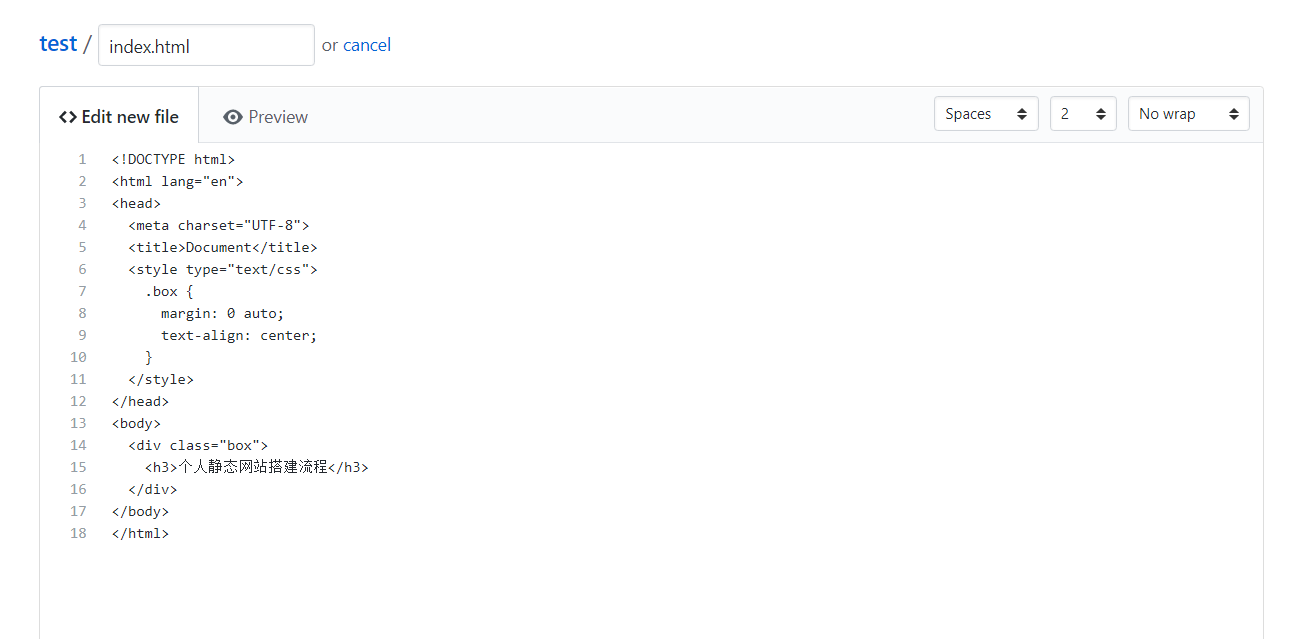 test / index.html or cancel
Edit new file Preview Spaces 2 No wrap
1 <!DOCTYPE html>
2 <html lang="en">
3 <head>
4   <meta charset="UTF-8">
5   <title>Document</title>
6   <style type="text/css">
7     .box {
8       margin: 0 auto;
9       text-align: center;
10     }
11   </style>
12 </head>
13 <body>
14   <div class="box">
15     <h3>个人静态网站搭建流程</h3>
16   </div>
17 </body>
18 </html>